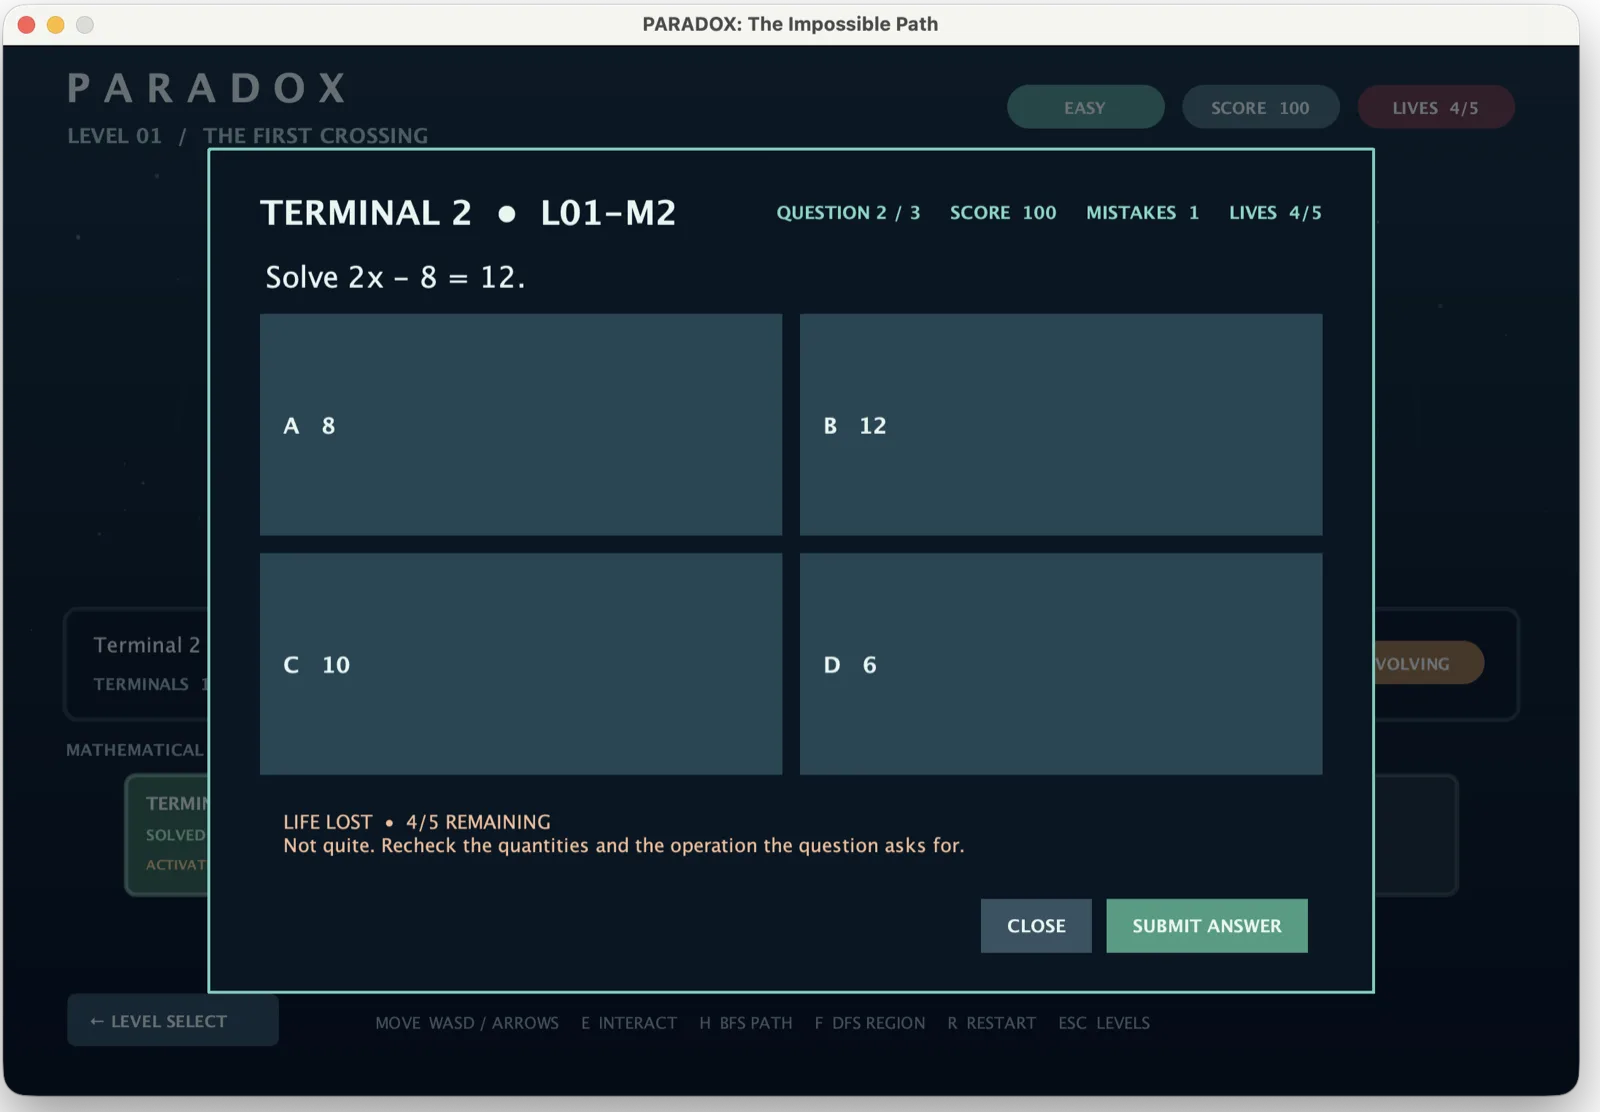 PARADOX: The Impossible Path
PARADOX
LEVEL 01 / THE FIRST CROSSING
EASY
SCORE 100
LIVES 4/5
TERMINAL 2 ● L01-M2
QUESTION 2 / 3 SCORE 100 MISTAKES 1 LIVES 4/5
Solve 2x – 8 = 12.
A 8
B 12
C 10
D 6
Terminal 2
TERMINALS 1
VOLVING
MATHEMATICAL
TERMIN
SOLVED
ACTIVAT
LIFE LOST ● 4/5 REMAINING
Not quite. Recheck the quantities and the operation the question asks for.
CLOSE
SUBMIT ANSWER
← LEVEL SELECT
MOVE WASD / ARROWS E INTERACT H BFS PATH F DFS REGION R RESTART ESC LEVELS